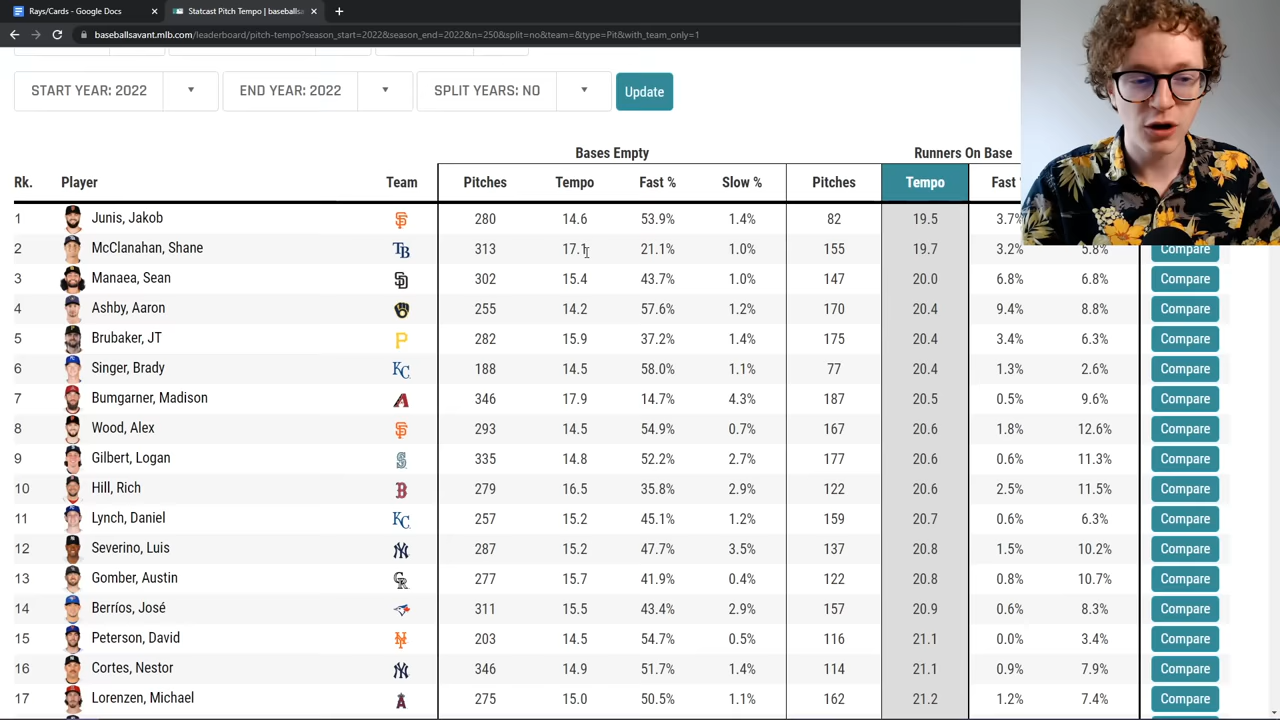 Rays/Cards - Google Docs × Statcast Pitch Tempo | baseballsa × +
baseballsavant.mlb.com/leaderboard/pitch-tempo?season_start=2022&season_end=2022&n=250&split=no&team=&type=Pit&with_team_only=1
START YEAR: 2022 ▼ END YEAR: 2022 ▼ SPLIT YEARS: NO ▼ Update
Bases Empty Runners On Base
Rk. Player Team Pitches Tempo Fast % Slow % Pitches Tempo Fast
1 Junis, Jakob 280 14.6 53.9% 1.4% 82 19.5 3.7%
2 McClanahan, Shane TB 313 17.1 21.1% 1.0% 155 19.7 3.2% 5.8% Compare
3 Manaea, Sean SD 302 15.4 43.7% 1.0% 147 20.0 6.8% 6.8% Compare
4 Ashby, Aaron 255 14.2 57.6% 1.2% 170 20.4 9.4% 8.8% Compare
5 Brubaker, JT P 282 15.9 37.2% 1.4% 175 20.4 3.4% 6.3% Compare
6 Singer, Brady KC 188 14.5 58.0% 1.1% 77 20.4 1.3% 2.6% Compare
7 Bumgarner, Madison A 346 17.9 14.7% 4.3% 187 20.5 0.5% 9.6% Compare
8 Wood, Alex SF 293 14.5 54.9% 0.7% 167 20.6 1.8% 12.6% Compare
9 Gilbert, Logan S 335 14.8 52.2% 2.7% 177 20.6 0.6% 11.3% Compare
10 Hill, Rich B 279 16.5 35.8% 2.9% 122 20.6 2.5% 11.5% Compare
11 Lynch, Daniel KC 257 15.2 45.1% 1.2% 159 20.7 0.6% 6.3% Compare
12 Severino, Luis NY 287 15.2 47.7% 3.5% 137 20.8 1.5% 10.2% Compare
13 Gomber, Austin CR 277 15.7 41.9% 0.4% 122 20.8 0.8% 10.7% Compare
14 Berríos, José 311 15.5 43.4% 2.9% 157 20.9 0.6% 8.3% Compare
15 Peterson, David NY 203 14.5 54.7% 0.5% 116 21.1 0.0% 3.4% Compare
16 Cortes, Nestor NY 346 14.9 51.7% 1.4% 114 21.1 0.9% 7.9% Compare
17 Lorenzen, Michael A 275 15.0 50.5% 1.1% 162 21.2 1.2% 7.4% Compare